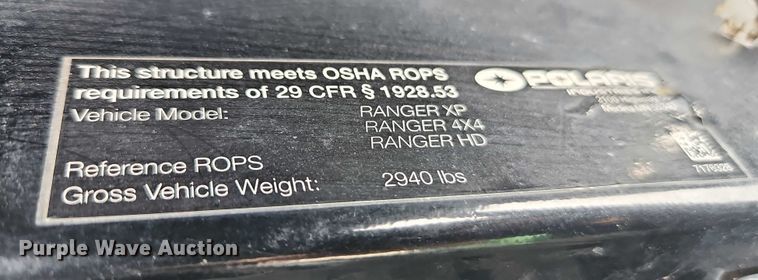 This structure meets OSHA ROPS
requirements of 29 CFR § 1928.53
Vehicle Model: RANGER XP
RANGER 4X4
RANGER HD
Reference ROPS
Gross Vehicle Weight: 2940 lbs
POLARIS
2100
Purple Wave Auction